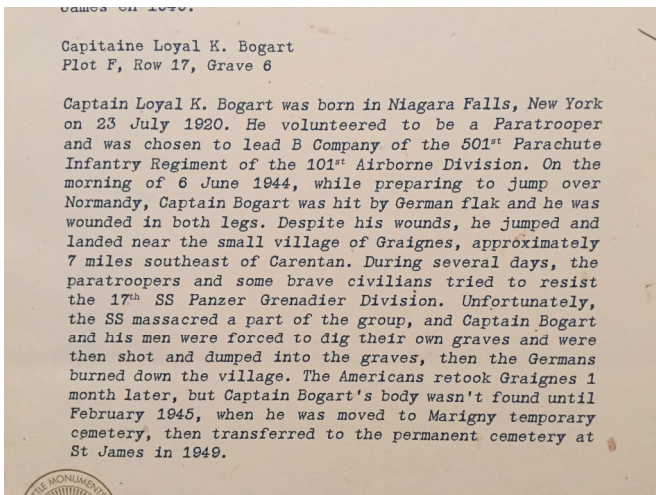 James en 1949.
Capitaine Loyal K. Bogart
Plot F, Row 17, Grave 6
Captain Loyal K. Bogart was born in Niagara Falls, New York
on 23 July 1920. He volunteered to be a Paratrooper
and was chosen to lead B Company of the 501st Parachute
Infantry Regiment of the 101st Airborne Division. On the
morning of 6 June 1944, while preparing to jump over
Normandy, Captain Bogart was hit by German flak and he was
wounded in both legs. Despite his wounds, he jumped and
landed near the small village of Graignes, approximately
7 miles southeast of Carentan. During several days, the
paratroopers and some brave civilians tried to resist
the 17th SS Panzer Grenadier Division. Unfortunately,
the SS massacred a part of the group, and Captain Bogart
and his men were forced to dig their own graves and were
then shot and dumped into the graves, then the Germans
burned down the village. The Americans retook Graignes 1
month later, but Captain Bogart's body wasn't found until
February 1945, when he was moved to Marigny temporary
cemetery, then transferred to the permanent cemetery at
St James in 1949.
TTLE MONUMENTS